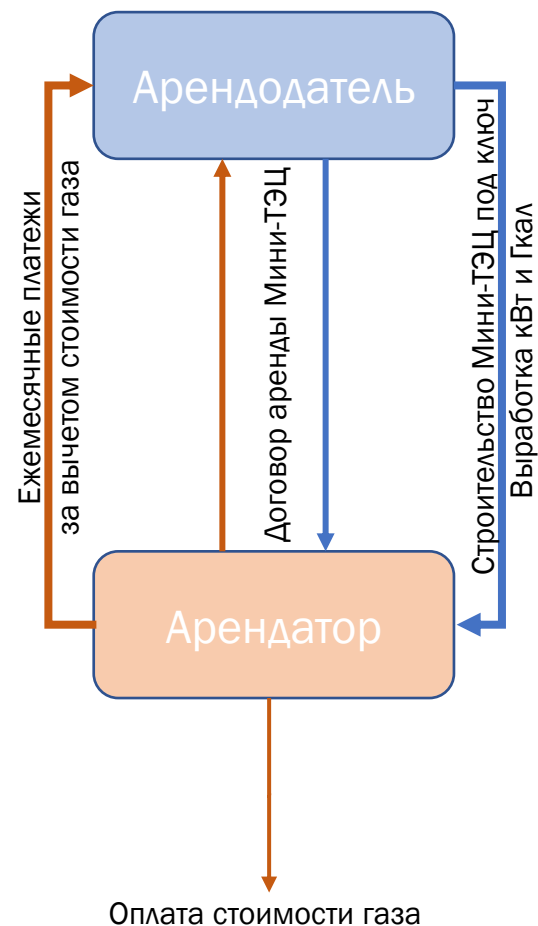 Арендодатель
Ежемесячные платежи
за вычетом стоимости газа
Договор аренды Мини-ТЭЦ
Строительство Мини-ТЭЦ под ключ
Выработка кВт и Гкал
Арендатор
Оплата стоимости газа